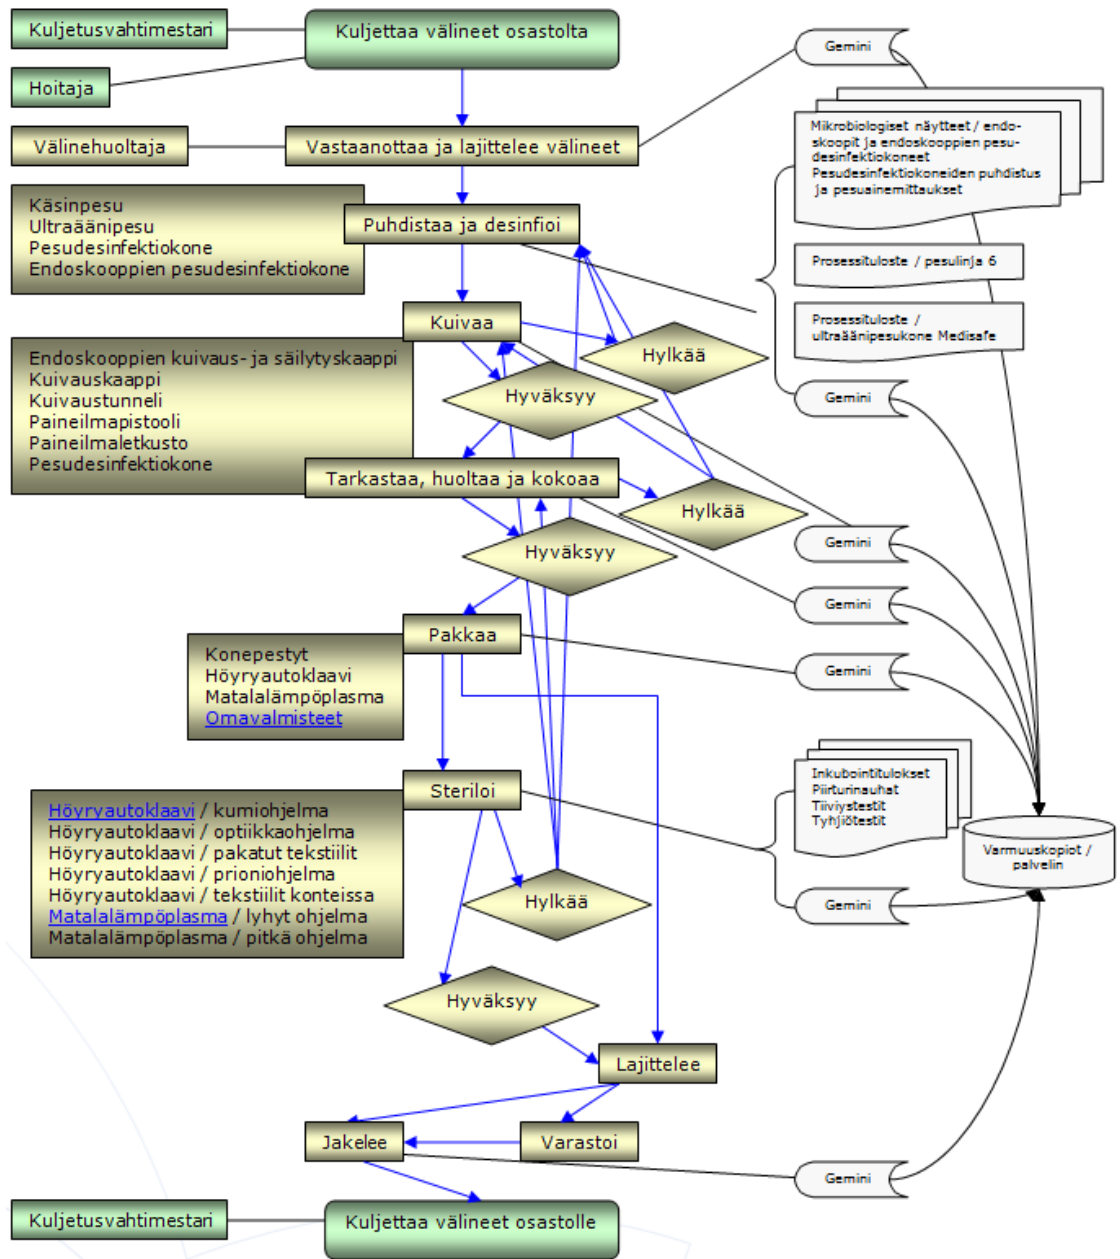 Kuljetusvahtimestari
Kuljettaa välineet osastolta
Gemini
Hoitaja
Välinehuoltaja
Vastaanottaa ja lajittelee välineet
Mikrobiologiset näytteet / endo-
skoopit ja endoskooppien pesu-
desinfektiokoneet
Pesudesinfektiokoneiden puhdistus
ja pesuainemittaukset
Käsinpesu
Ultraäänipesu
Pesudesinfektiokone
Endoskooppien pesudesinfektiokone
Puhdistaa ja desinfioi
Prosessituloste / pesulinja 6
Kuivaa
Prosessituloste /
ultraäänipesukone Medisafe
Hylkää
Endoskooppien kuivaus- ja säilytyskaappi
Kuivauskaappi
Kuivaustunneli
Paineilmapistooli
Paineilmaletkusto
Pesudesinfektiokone
Hyväksyy
Gemini
Tarkastaa, huoltaa ja kokoaa
Hylkää
Hyväksyy
Gemini
Gemini
Pakkaa
Gemini
Konepestyt
Höyryautoklaavi
Matalalämpöplasma
Omavalmisteet
Steriloi
Inkubointitulokset
Piirturinauhat
Tiiviystestit
Tyhjiötestit
Höyryautoklaavi / kumiohjelma
Höyryautoklaavi / optiikkaohjelma
Höyryautoklaavi / pakatut tekstiilit
Höyryautoklaavi / prioniohjelma
Höyryautoklaavi / tekstiilit konteissa
Matalalämpöplasma / lyhyt ohjelma
Matalalämpöplasma / pitkä ohjelma
Varmuuskopiot /
palvelin
Hylkää
Gemini
Hyväksyy
Lajittelee
Jakelee
Varastoi
Gemini
Kuljetusvahtimestari
Kuljettaa välineet osastolle